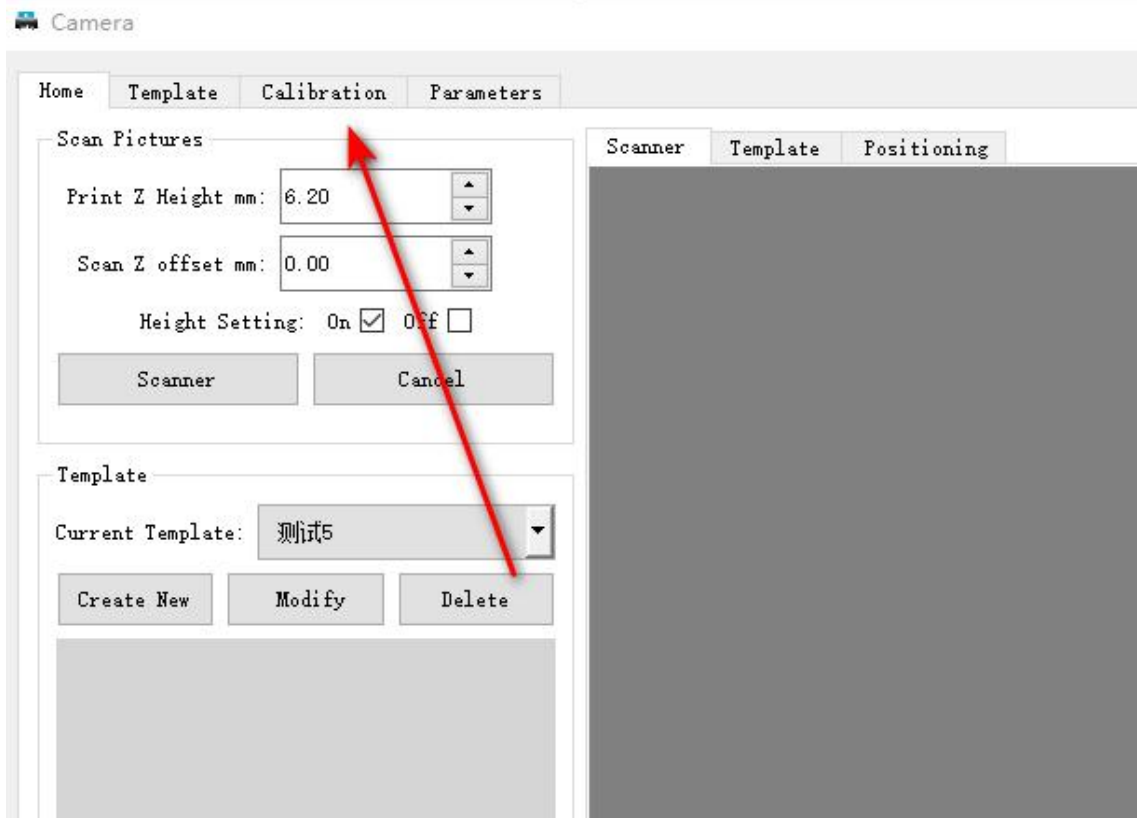 Camera
Home Template Calibration Parameters
Scan Pictures
Print Z Height mm: 6.20
Scan Z offset mm: 0.00
Height Setting: On Off
Scanner Cancel
Template
Current Template: 测试5
Create New Modify Delete
Scanner Template Positioning